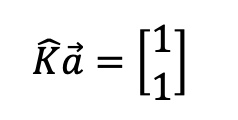 K̂a⃗ = [1
1]